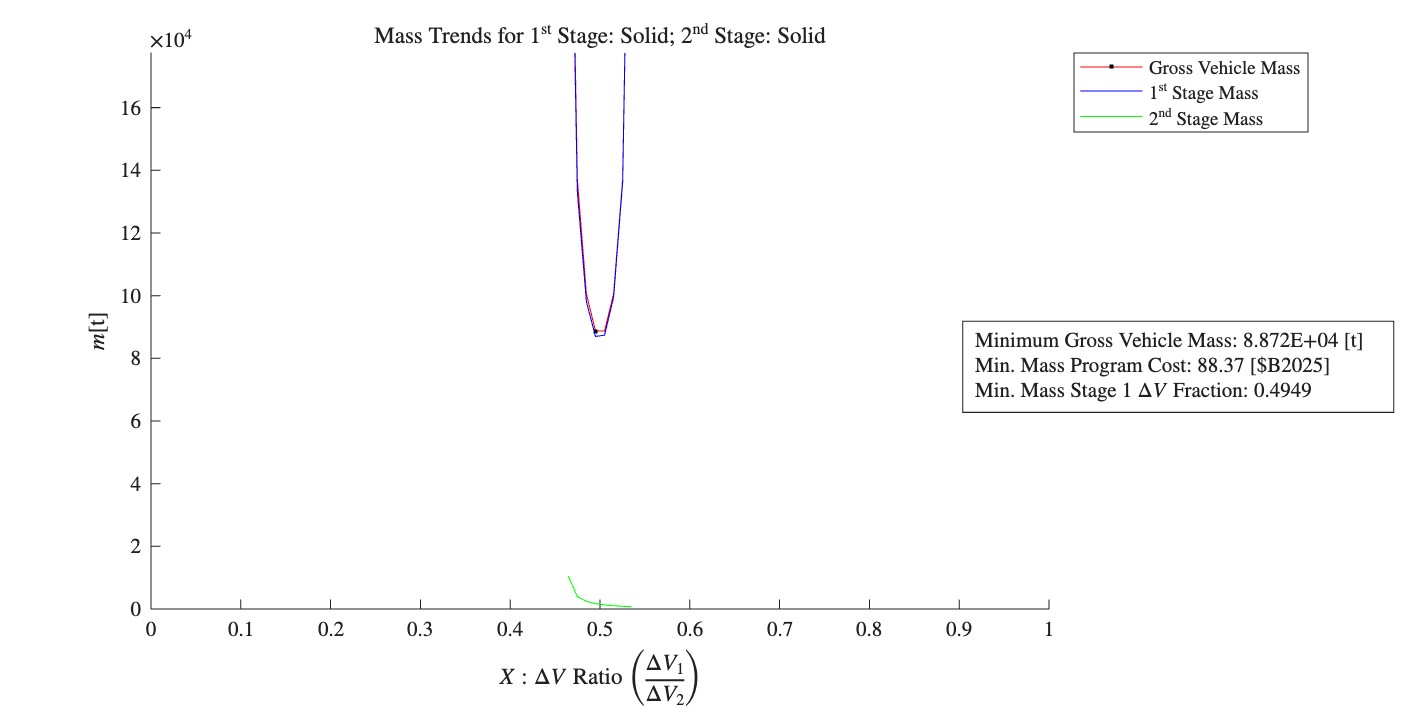 Mass Trends for 1st Stage: Solid; 2nd Stage: Solid
×10⁴
Gross Vehicle Mass
1st Stage Mass
2nd Stage Mass
16
14
12
10
8
6
4
2
0
m[t]
Minimum Gross Vehicle Mass: 8.872E+04 [t]
Min. Mass Program Cost: 88.37 [$B2025]
Min. Mass Stage 1 ΔV Fraction: 0.4949
0 0.1 0.2 0.3 0.4 0.5 0.6 0.7 0.8 0.9 1
X : ΔV Ratio (ΔV₁/ΔV₂)